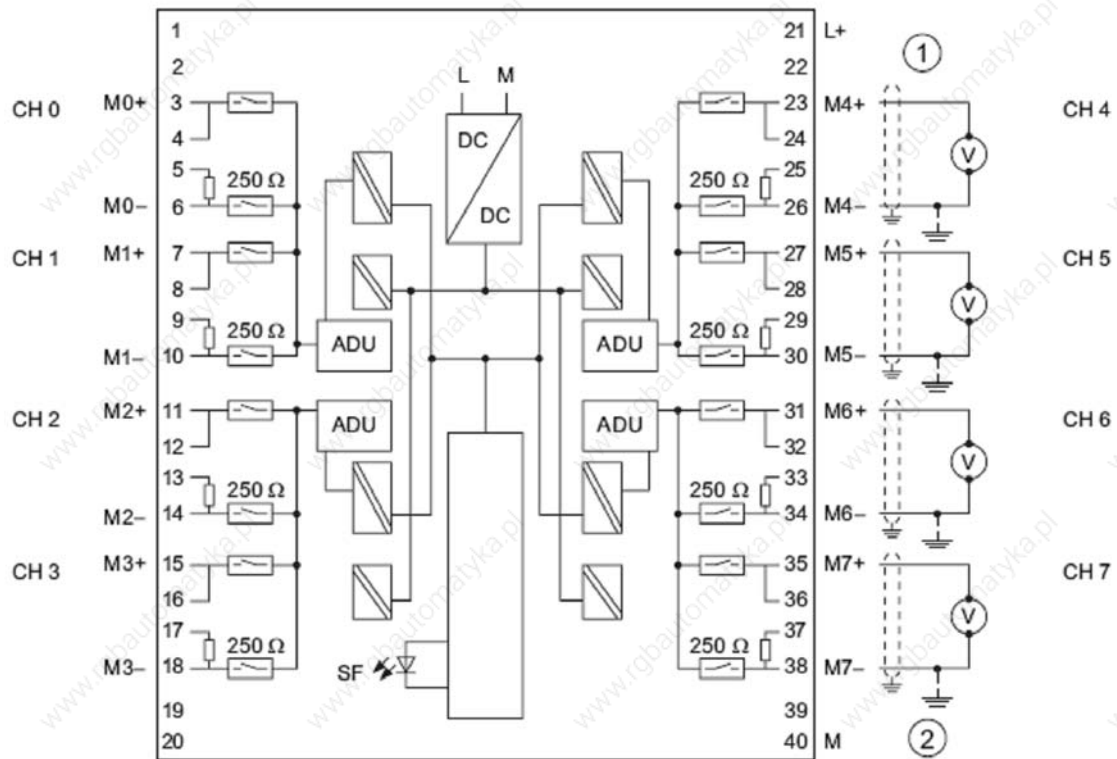 1 21 L+
2 22 ①
L M
CH 0 M0+ 3 23 M4+ CH 4
4 24
DC
V
5 25
250 Ω 250 Ω
M0– 6 26 M4–
DC
CH 1 M1+ 7 27 M5+ CH 5
8 28
V
9 29
250 Ω ADU ADU 250 Ω
M1– 10 30 M5–
CH 2 M2+ 11 31 M6+ CH 6
ADU ADU
12 32
V
13 33
250 Ω 250 Ω
M2– 14 34 M6–
CH 3 M3+ 15 35 M7+ CH 7
16 36
V
17 37
250 Ω 250 Ω
M3– 18 SF 38 M7–
19 39
20 40 M ②
www.rgbautomatyka.pl